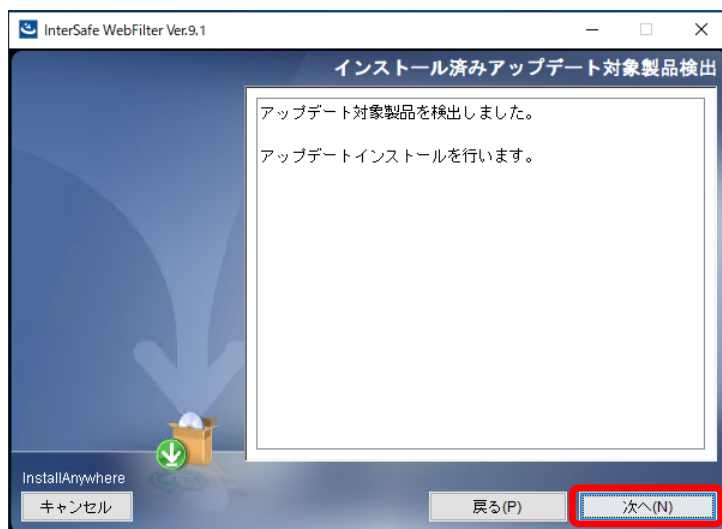 InterSafe WebFilter Ver.9.1
インストール済みアップデート対象製品検出
アップデート対象製品を検出しました。
アップデートインストールを行います。
InstallAnywhere
キャンセル
戻る(P)
次へ(N)